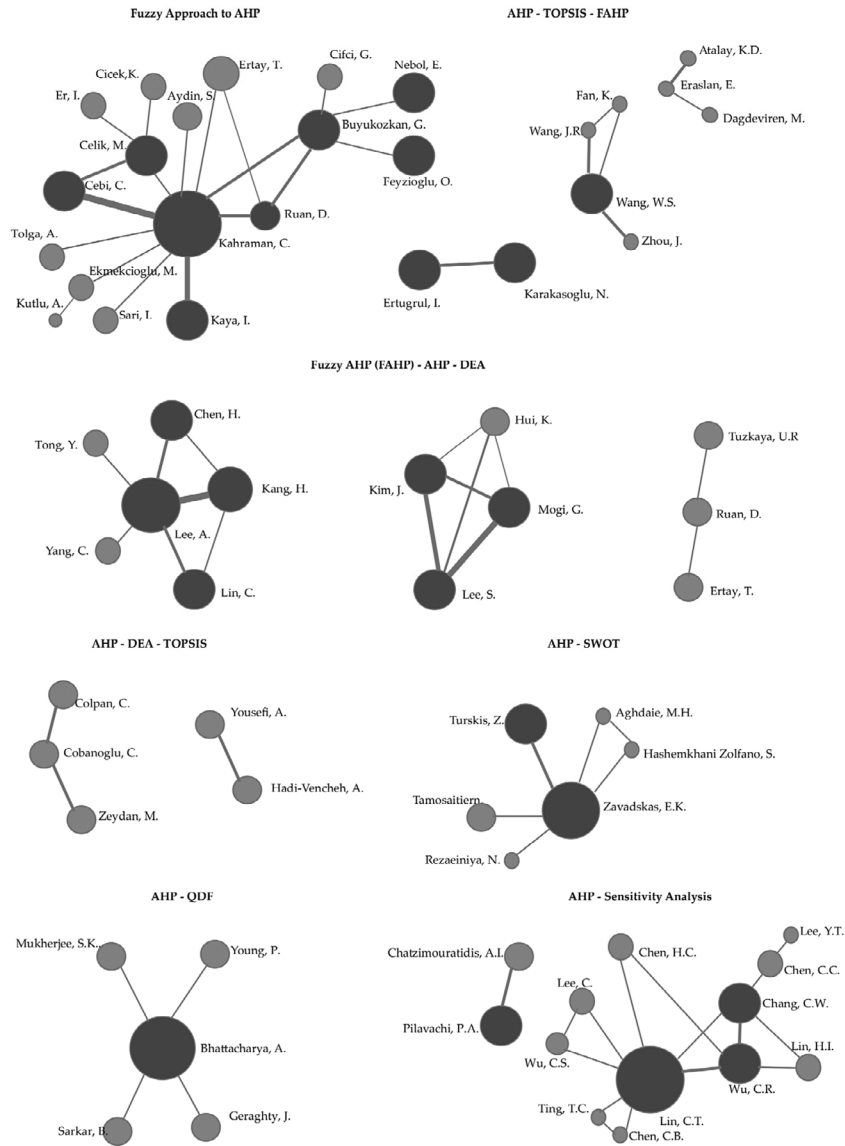 Fuzzy Approach to AHP
AHP - TOPSIS - FAHP
Cifci, G.
Nebol, E.
Ertay, T.
Cicek,K.
Er, I.
Aydin, S.
Buyukozkan, G.
Celik, M.
Feyzioglu, O.
Cebi, C.
Ruan, D.
Kahraman, C.
Tolga, A.
Ekmekcioglu, M.
Kutlu, A.
Sari, I.
Kaya, I.
Atalay, K.D.
Eraslan, E.
Fan, K.
Dagdeviren, M.
Wang, J.R
Wang, W.S.
Zhou, J.
Ertugrul, I.
Karakasoglu, N.
Fuzzy AHP (FAHP) - AHP - DEA
Chen, H.
Tong, Y.
Kang, H.
Lee, A.
Yang, C.
Lin, C.
Hui, K.
Kim, J.
Mogi, G.
Lee, S.
Tuzkaya, U.R
Ruan, D.
Ertay, T.
AHP - DEA - TOPSIS
AHP - SWOT
Colpan, C.
Cobanoglu, C.
Zeydan, M.
Yousefi, A.
Hadi-Vencheh, A.
Turskis, Z.
Aghdaie, M.H.
Hashemkhani Zolfano, S.
Tamosaitiern
Zavadskas, E.K.
Rezaeiniya, N.
AHP - QDF
AHP - Sensitivity Analysis
Mukherjee, S.K..
Young, P.
Bhattacharya, A.
Sarkar, B.
Geraghty, J.
Chatzimouratidis, A.I.
Pilavachi, P.A.
Chen, H.C.
Lee, Y.T.
Chen, C.C.
Lee, C.
Chang, C.W.
Wu, C.S.
Lin, H.I.
Wu, C.R.
Ting, T.C.
Lin, C.T.
Chen, C.B.